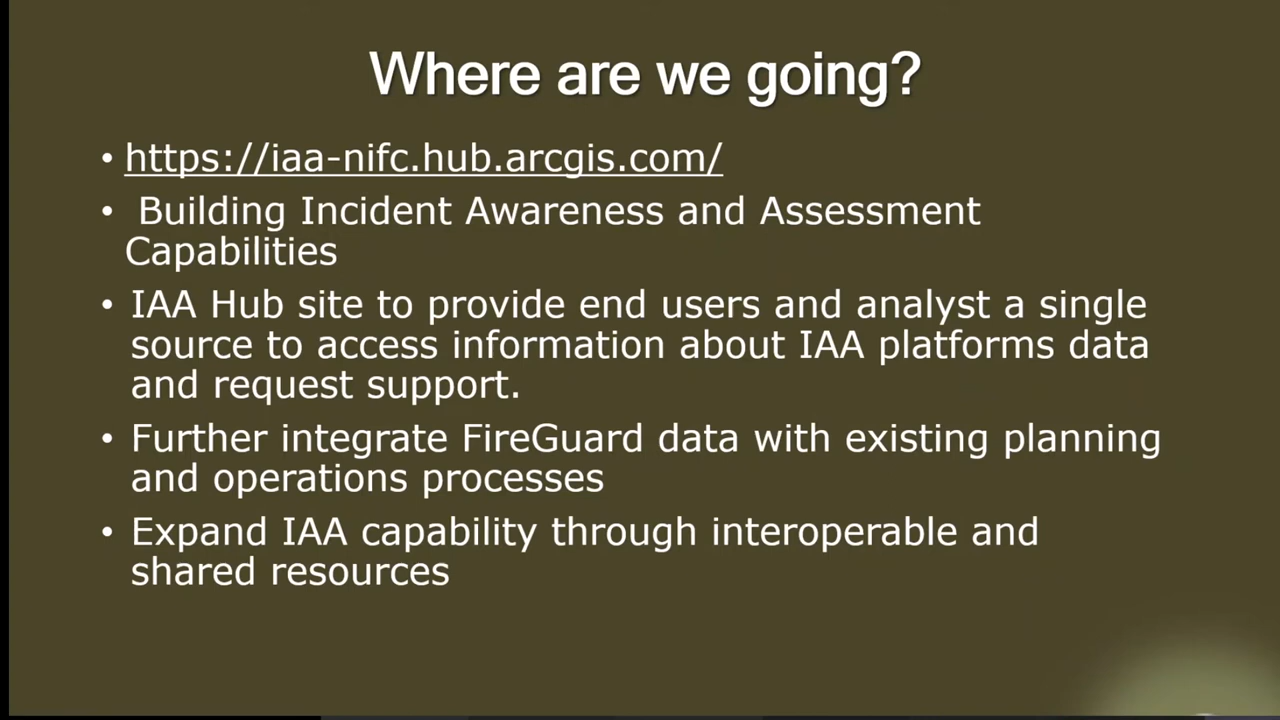 Where are we going?
• https://iaa-nifc.hub.arcgis.com/
• Building Incident Awareness and Assessment
Capabilities
• IAA Hub site to provide end users and analyst a single
source to access information about IAA platforms data
and request support.
• Further integrate FireGuard data with existing planning
and operations processes
• Expand IAA capability through interoperable and
shared resources